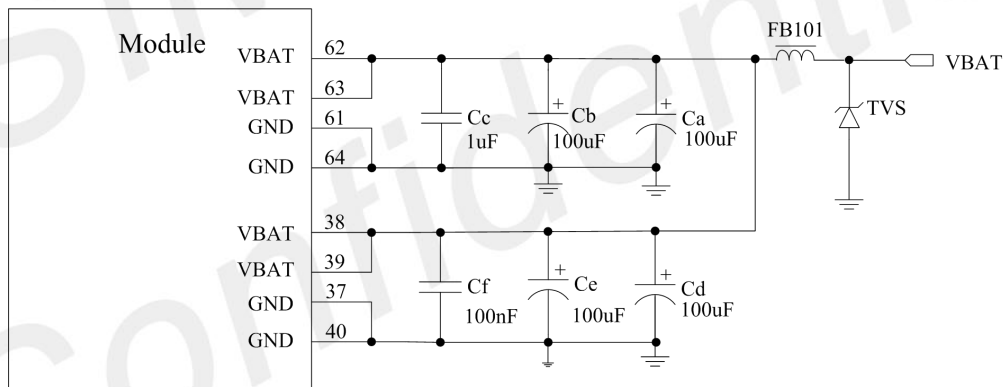 FB101
Module
VBAT 62
VBAT
VBAT 63
GND 61
Cc 1uF
Cb 100uF
Ca 100uF
TVS
GND 64
VBAT 38
VBAT 39
GND 37
Cf 100nF
Ce 100uF
Cd 100uF
GND 40
+
+
+
+
Confidenti